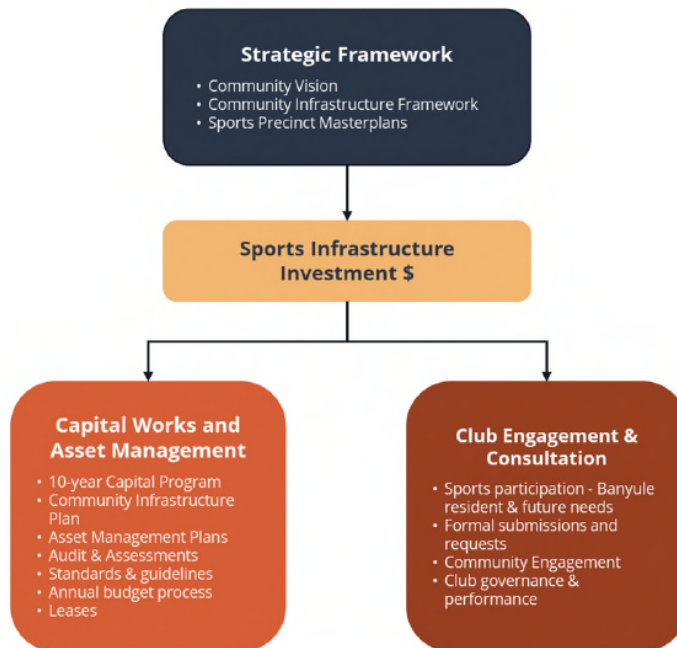 Strategic Framework
• Community Vision
• Community Infrastructure Framework
• Sports Precinct Masterplans
Sports Infrastructure
Investment $
Capital Works and
Asset Management
• 10-year Capital Program
• Community Infrastructure
Plan
• Asset Management Plans
• Audit & Assessments
• Standards & guidelines
• Annual budget process
• Leases
Club Engagement &
Consultation
• Sports participation - Banyule
resident & future needs
• Formal submissions and
requests
• Community Engagement
• Club governance &
performance